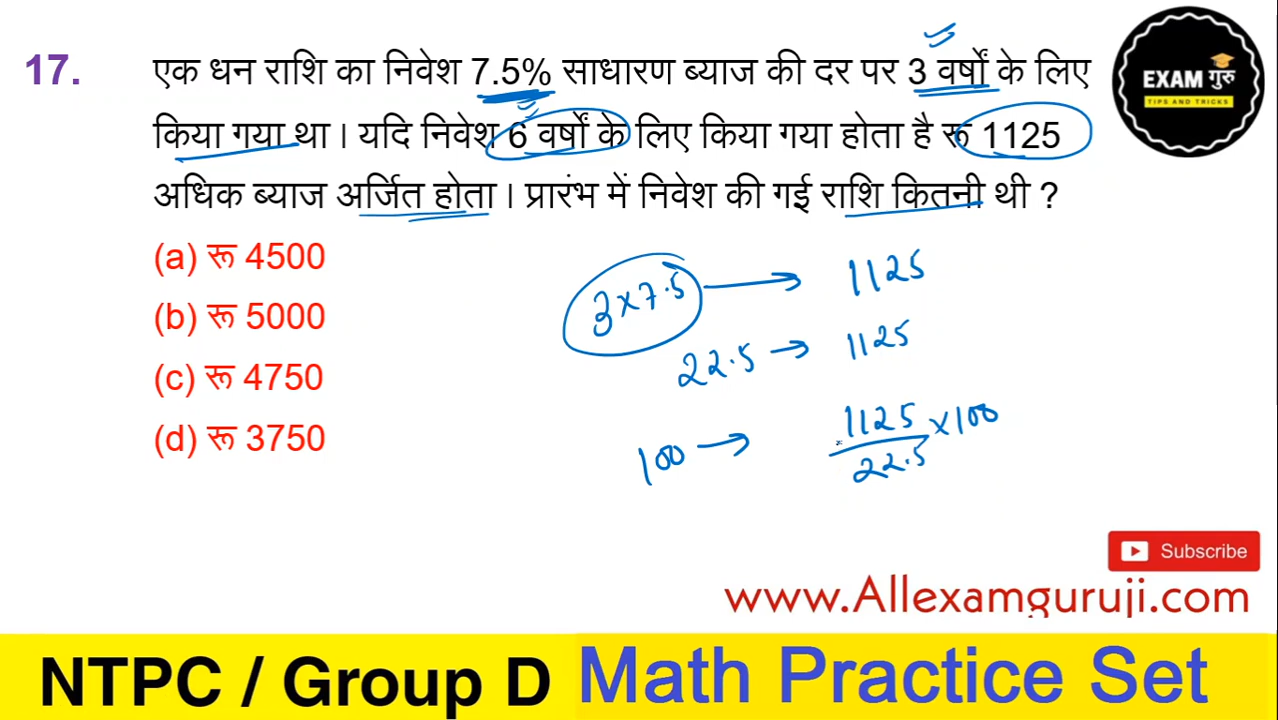 17. एक धन राशि का निवेश 7.5% साधारण ब्याज की दर पर 3 वर्षों के लिए
किया गया था । यदि निवेश 6 वर्षों के लिए किया गया होता है रू 1125
अधिक ब्याज अर्जित होता । प्रारंभ में निवेश की गई राशि कितनी थी ?
EXAM गुरु
TIPS AND TRICKS
(a) रू 4500
(b) रू 5000
(c) रू 4750
(d) रू 3750
3 x 7.5 → 1125
22.5 → 1125
100 → 1125/22.5 x 100
Subscribe
www.Allexamguruji.com
NTPC / Group D Math Practice Set